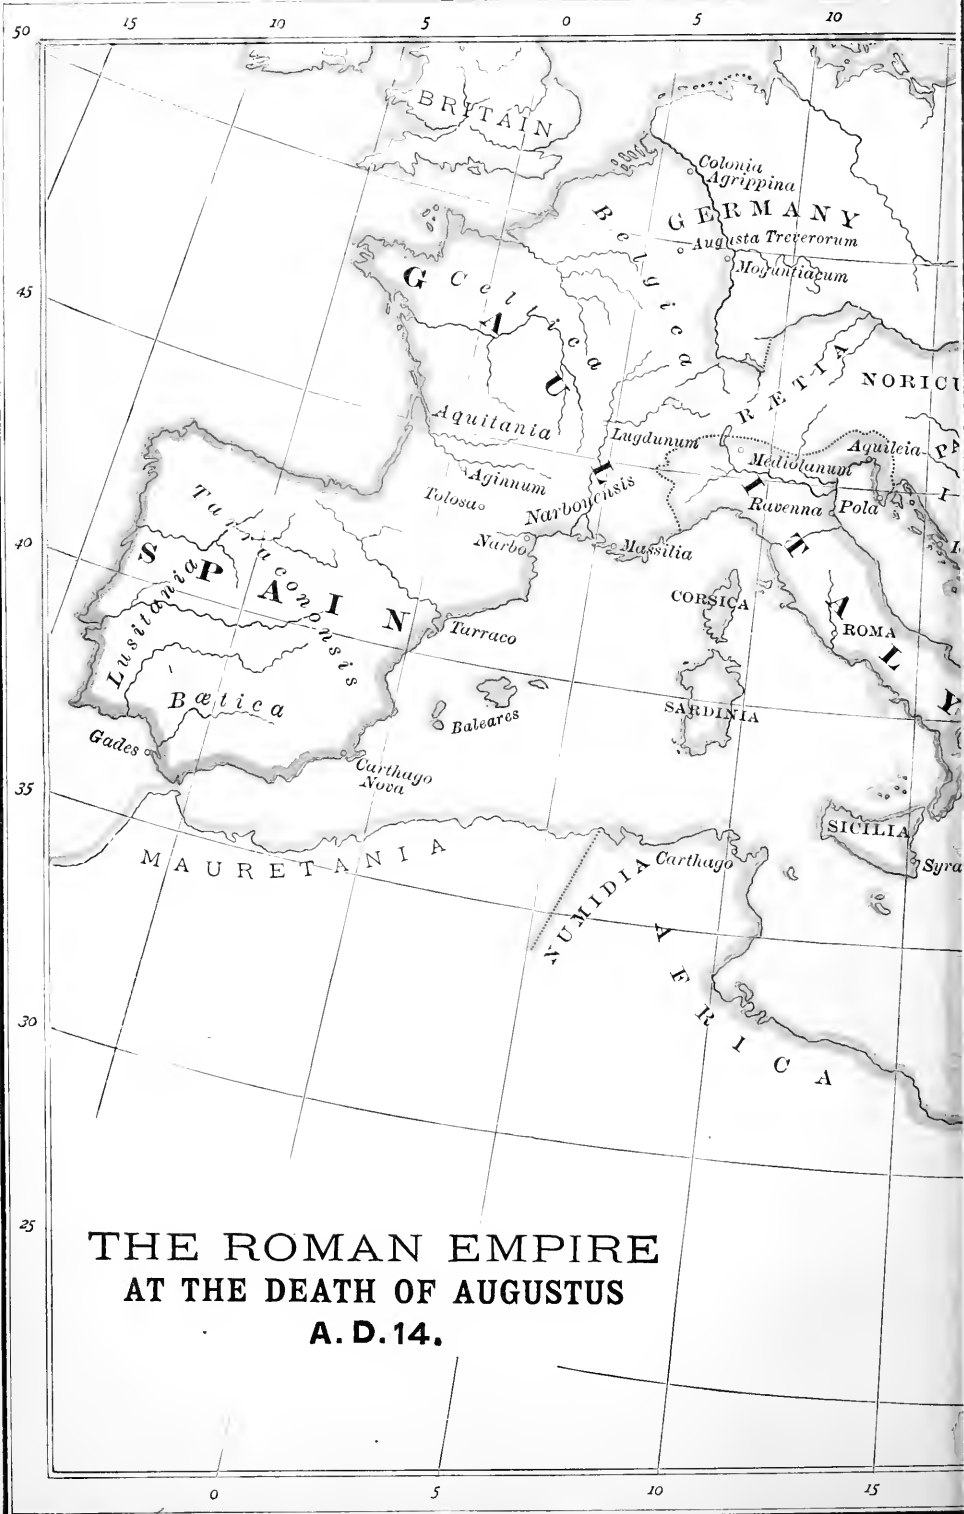 15 10 5 0 5 10
50
BRITAIN
Colonia
Agrippina
GERMANY
Belgica
Augusta Treverorum
Moguntiacum
45
GAUL
Celtica
RÆTIA
NORICU
Aquitania
Lugdunum
Mediolanum
Aquileia
PA
I
Aginnum
Tolosa
Narbonensis
Ravenna
Pola
Tarraconensis
Narbo
Massilia
ITALY
40
SPAIN
Lusitania
CORSICA
ROMA
Tarraco
Bætica
Baleares
SARDINIA
Gades
Carthago
Nova
35
SICILIA
Syra
MAURETANIA
NUMIDIA
Carthago
AFRICA
30
25
THE ROMAN EMPIRE
AT THE DEATH OF AUGUSTUS
A.D.14.
0 5 10 15